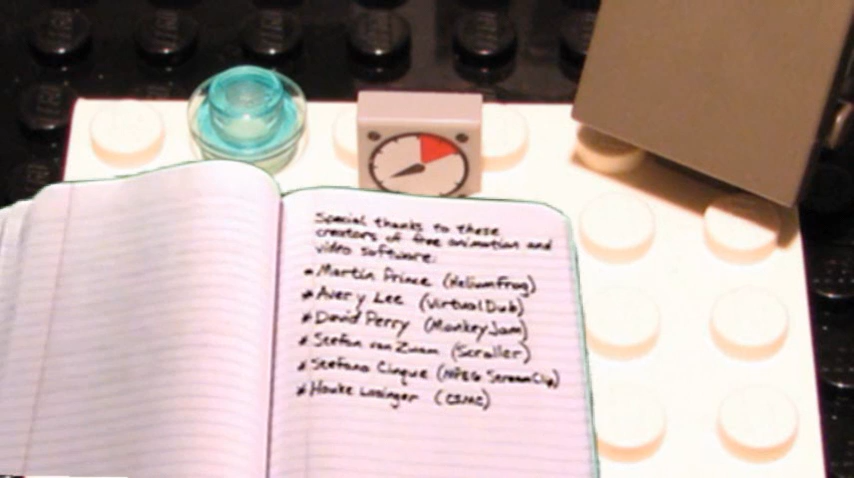 Special thanks to these
creators of free animation and
video software:
* Martin Prince (HeliumFrog)
* Avery Lee (VirtualDub)
* David Perry (MonkeyJam)
* Stefan van Zwam (Scroller)
* Stefano Cinque (MPEG StreamClip)
* Hauke (CSMC)